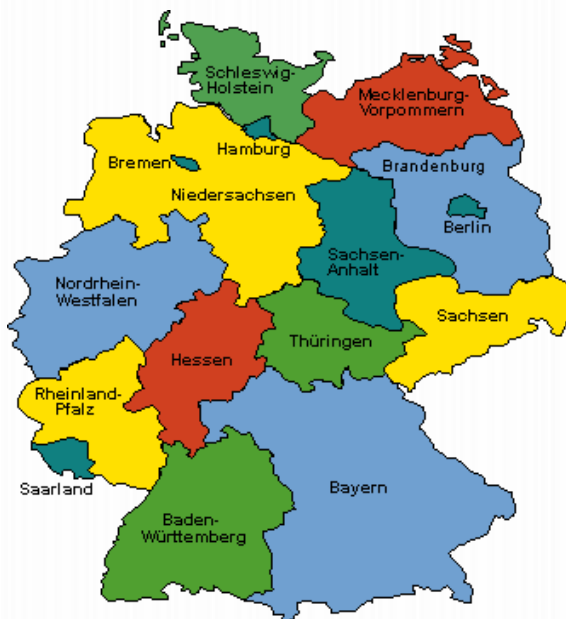 Schleswig-
Holstein
Mecklenburg-
Vorpommern
Hamburg
Bremen
Brandenburg
Niedersachsen
Berlin
Sachsen-
Anhalt
Nordrhein-
Westfalen
Sachsen
Thüringen
Hessen
Rheinland-
Pfalz
Saarland
Bayern
Baden-
Württemberg